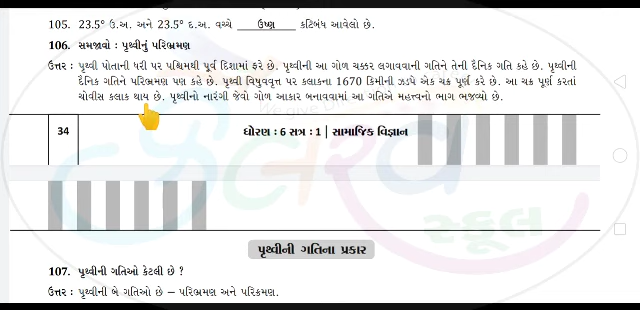 105. 23.5° ઉ.અ. અને 23.5° દ.અ. વચ્ચે ઉષ્ણ કટિબંધ આવેલો છે.
106. સમજાવો : પૃથ્વીનું પરિભ્રમણ
ઉત્તર : પૃથ્વી પોતાની ધરી પર પશ્ચિમથી પૂર્વ દિશામાં ફરે છે. પૃથ્વીની આ ગોળ ચક્કર લગાવવાની ગતિને તેની દૈનિક ગતિ કહે છે. પૃથ્વીની
દૈનિક ગતિને પરિભ્રમણ પણ કહે છે. પૃથ્વી વિષુવવૃત્ત પર કલાકના 1670 કિમીની ઝડપે એક ચક્ર પૂર્ણ કરે છે. આ ચક્ર પૂર્ણ કરતાં
ચોવીસ કલાક થાય છે. પૃથ્વીનો નારંગી જેવો ગોળ આકાર બનાવવામાં આ ગતિએ મહત્ત્વનો ભાગ ભજવ્યો છે.
34 ધોરણ : 6 સત્ર : 1 | સામાજિક વિજ્ઞાન
કલરવ
સ્કૂલ
પૃથ્વીની ગતિના પ્રકાર
107. પૃથ્વીની ગતિઓ કેટલી છે ?
ઉત્તર : પૃથ્વીની બે ગતિઓ છે – પરિભ્રમણ અને પરિક્રમણ.